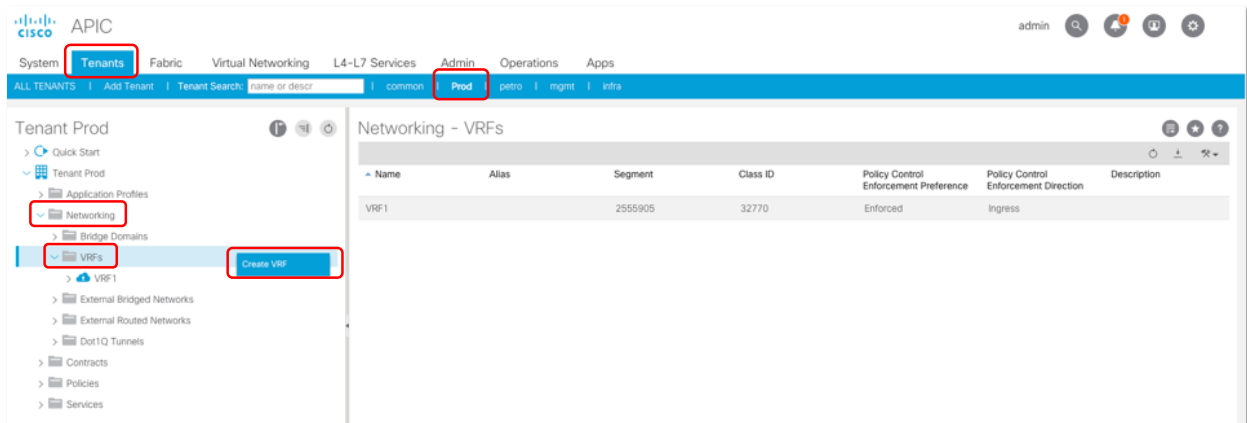 cisco APIC admin 1
System Tenants Fabric Virtual Networking L4-L7 Services Admin Operations Apps
ALL TENANTS | Add Tenant | Tenant Search: name or descr | common | Prod | petro | mgmt | infra
Tenant Prod
Quick Start
Tenant Prod
Application Profiles
Networking
Bridge Domains
VRFs
Create VRF
VRF1
External Bridged Networks
External Routed Networks
Dot1Q Tunnels
Contracts
Policies
Services
Networking - VRFs
Name Alias Segment Class ID Policy Control Enforcement Preference Policy Control Enforcement Direction Description
VRF1 2555905 32770 Enforced Ingress